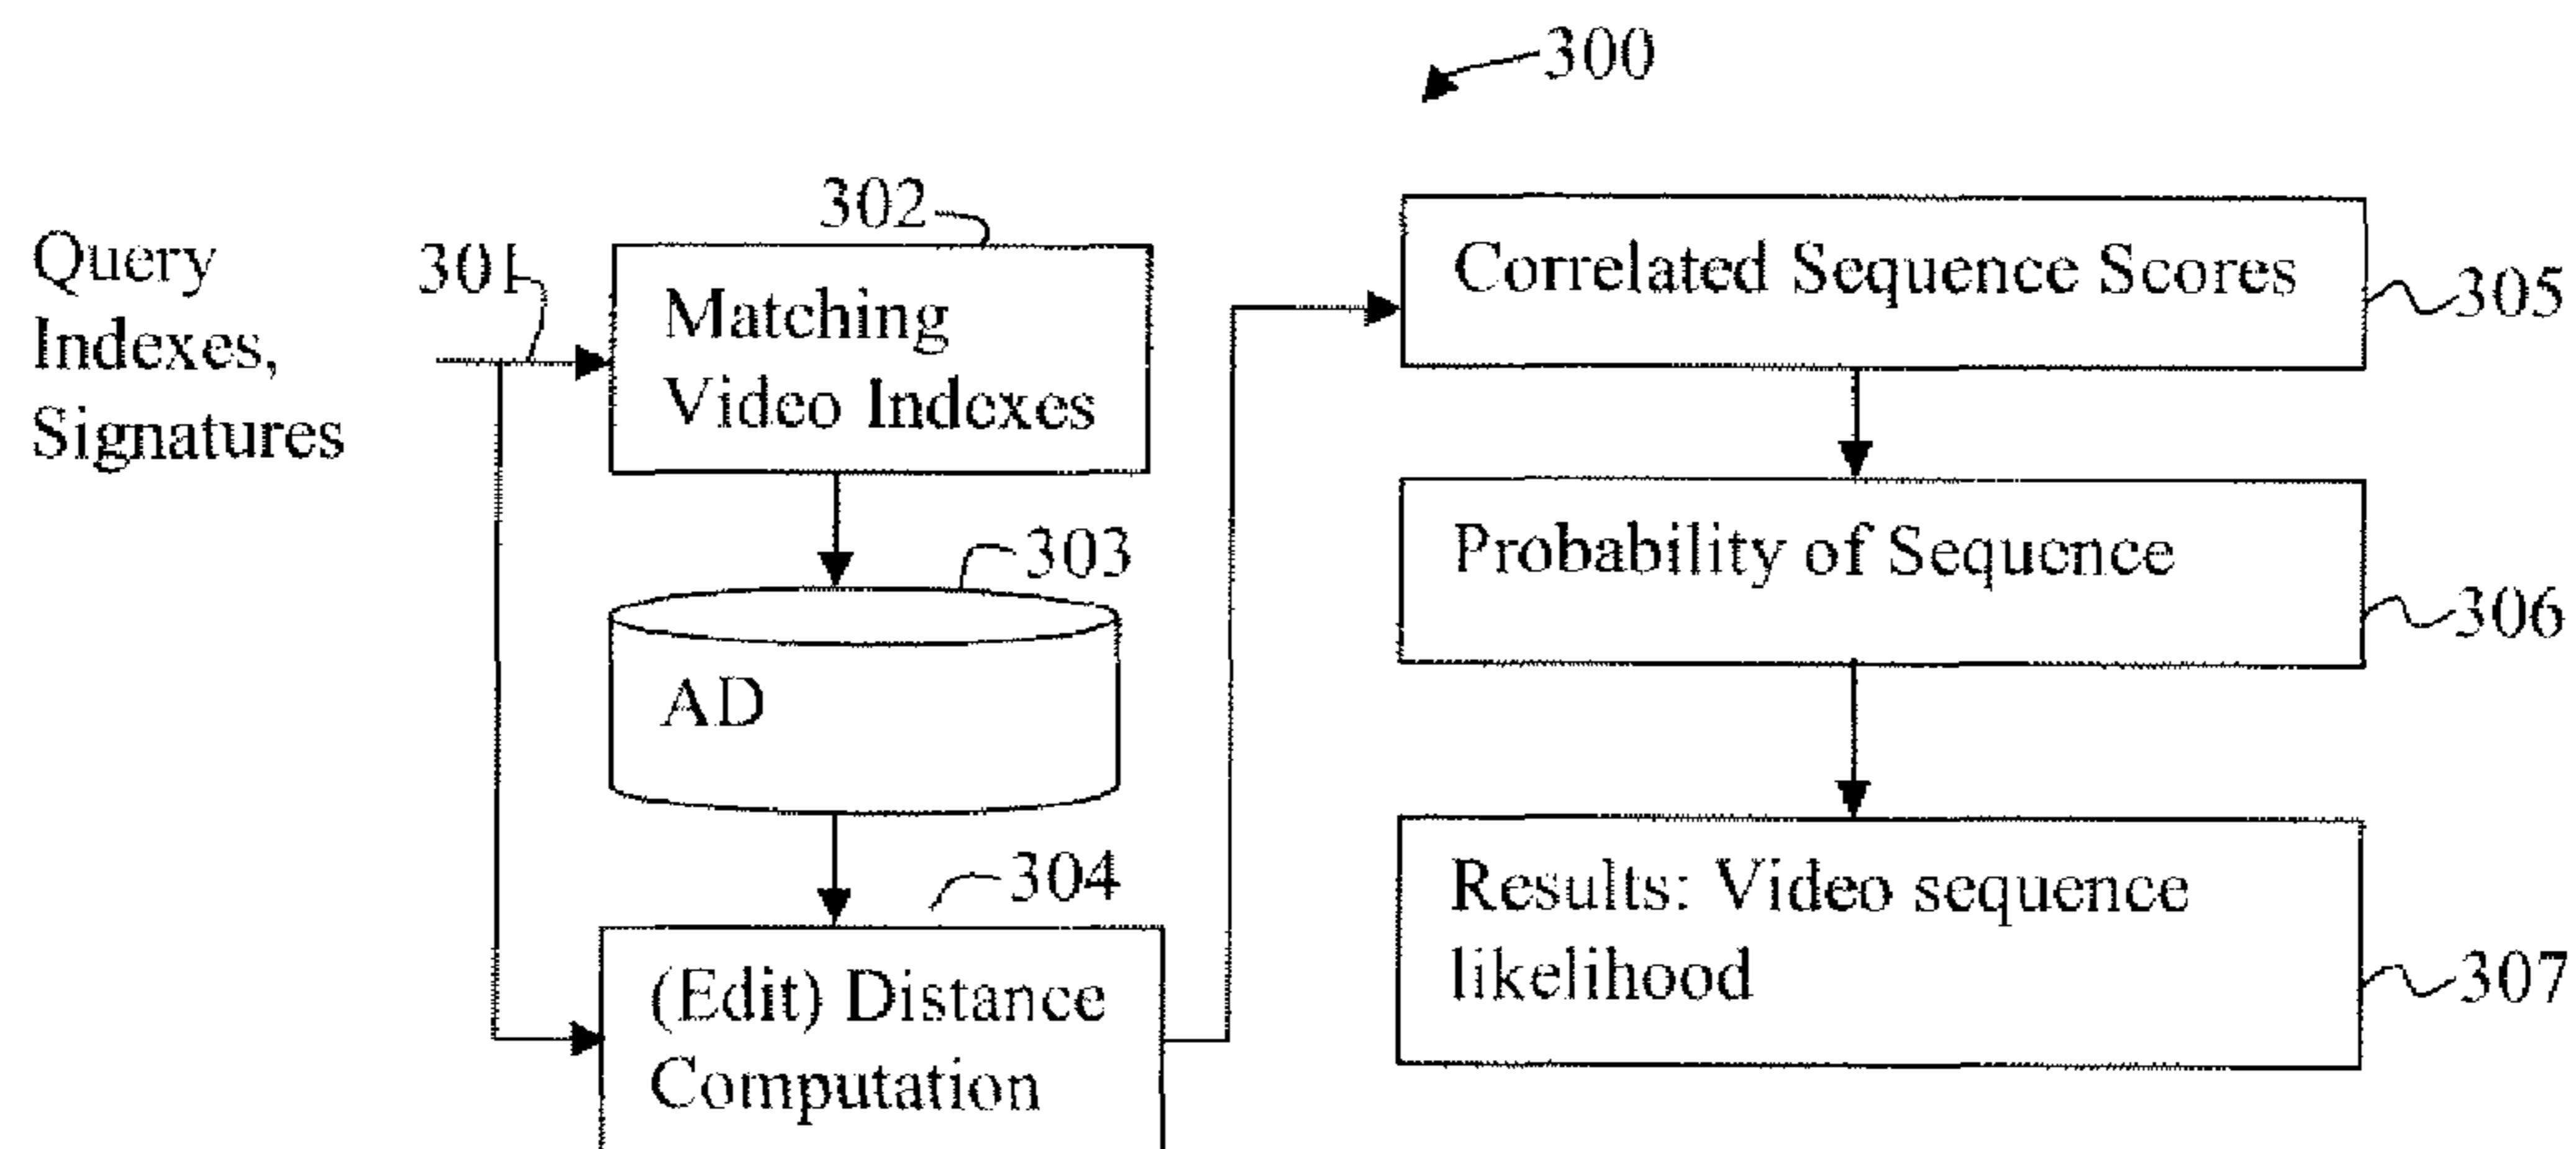 300
302
Query
Indexes,
Signatures
301
Matching
Video Indexes
303
AD
304
(Edit) Distance
Computation
Correlated Sequence Scores
305
Probability of Sequence
306
Results: Video sequence
likelihood
307